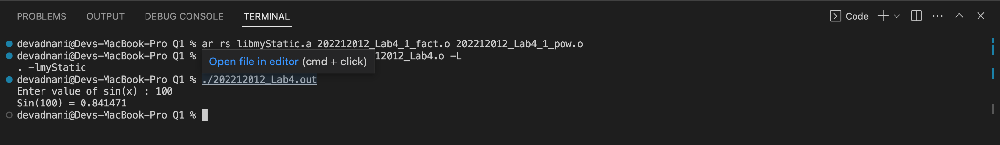 PROBLEMS OUTPUT DEBUG CONSOLE TERMINAL Code
devadnani@Devs-MacBook-Pro Q1 % ar rs libmyStatic.a 202212012_Lab4_1_fact.o 202212012_Lab4_1_pow.o
devadnani@Devs-MacBook-Pro Q1 % 12012_Lab4.o -L
Open file in editor (cmd + click)
. -lmyStatic
devadnani@Devs-MacBook-Pro Q1 % ./202212012_Lab4.out
Enter value of sin(x) : 100
Sin(100) = 0.841471
devadnani@Devs-MacBook-Pro Q1 %